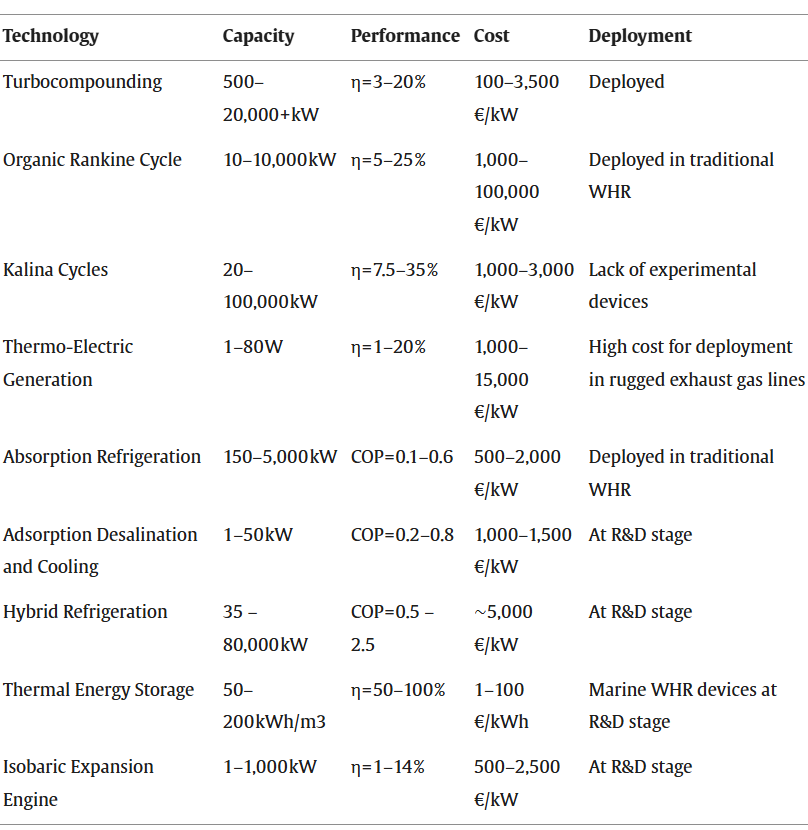 Technology Capacity Performance Cost Deployment
Turbocompounding 500– η=3–20% 100–3,500 Deployed
20,000+kW €/kW
Organic Rankine Cycle 10–10,000kW η=5–25% 1,000– Deployed in traditional
100,000 WHR
€/kW
Kalina Cycles 20– η=7.5–35% 1,000–3,000 Lack of experimental
100,000kW €/kW devices
Thermo-Electric 1–80W η=1–20% 1,000– High cost for deployment
Generation 15,000 in rugged exhaust gas lines
€/kW
Absorption Refrigeration 150–5,000kW COP=0.1–0.6 500–2,000 Deployed in traditional
€/kW WHR
Adsorption Desalination 1–50kW COP=0.2–0.8 1,000–1,500 At R&D stage
and Cooling €/kW
Hybrid Refrigeration 35 – COP=0.5 – ~5,000 At R&D stage
80,000kW 2.5 €/kW
Thermal Energy Storage 50– η=50–100% 1–100 Marine WHR devices at
200kWh/m3 €/kWh R&D stage
Isobaric Expansion 1–1,000kW η=1–14% 500–2,500 At R&D stage
Engine €/kW